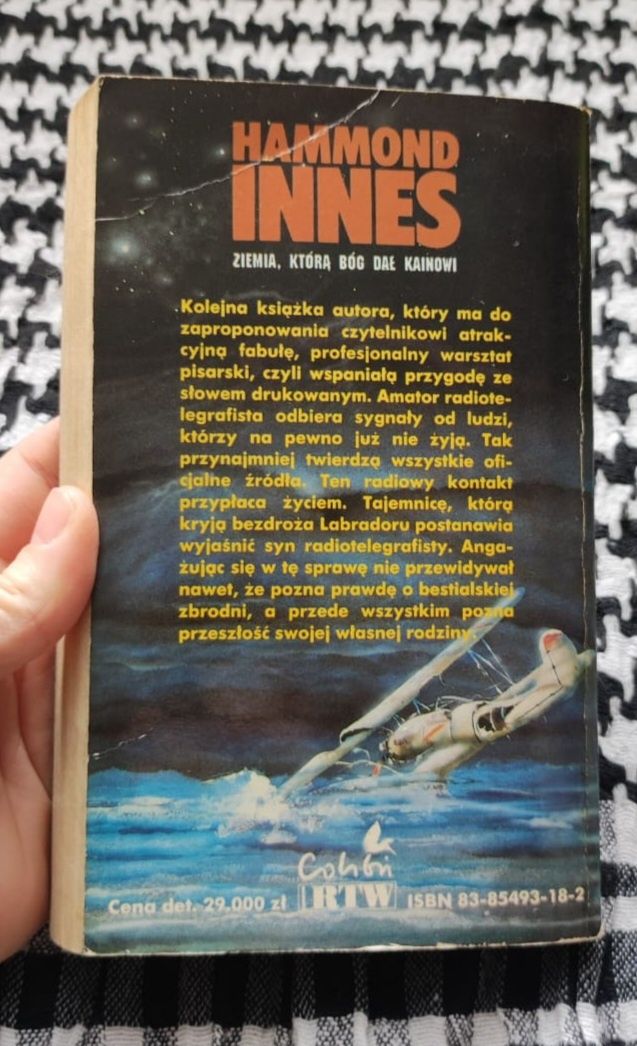 HAMMOND
INNES
ZIEMIA, KTÓRĄ BÓG DAŁ KAINOWI
Kolejna książka autora, który ma do
zaproponowania czytelnikowi atrak-
cyjną fabułę, profesjonalny warsztat
pisarski, czyli wspaniałą przygodę ze
słowem drukowanym. Amator radiote-
legrafista odbiera sygnały od ludzi,
którzy na pewno już nie żyją. Tak
przynajmniej twierdzą wszystkie ofi-
cjalne źródła. Ten radiowy kontakt
przypłaca życiem. Tajemnicę, którą
kryją bezdroża Labradoru postanawia
wyjaśnić syn radiotelegrafisty. Anga-
żując się w tę sprawę nie przewidywał
nawet, że pozna prawdę o bestialskiej
zbrodni, a przede wszystkim pozna
przeszłość swojej własnej rodziny.
Colibri
RTW
Cena det. 29.000 zł
ISBN 83-85493-18-2